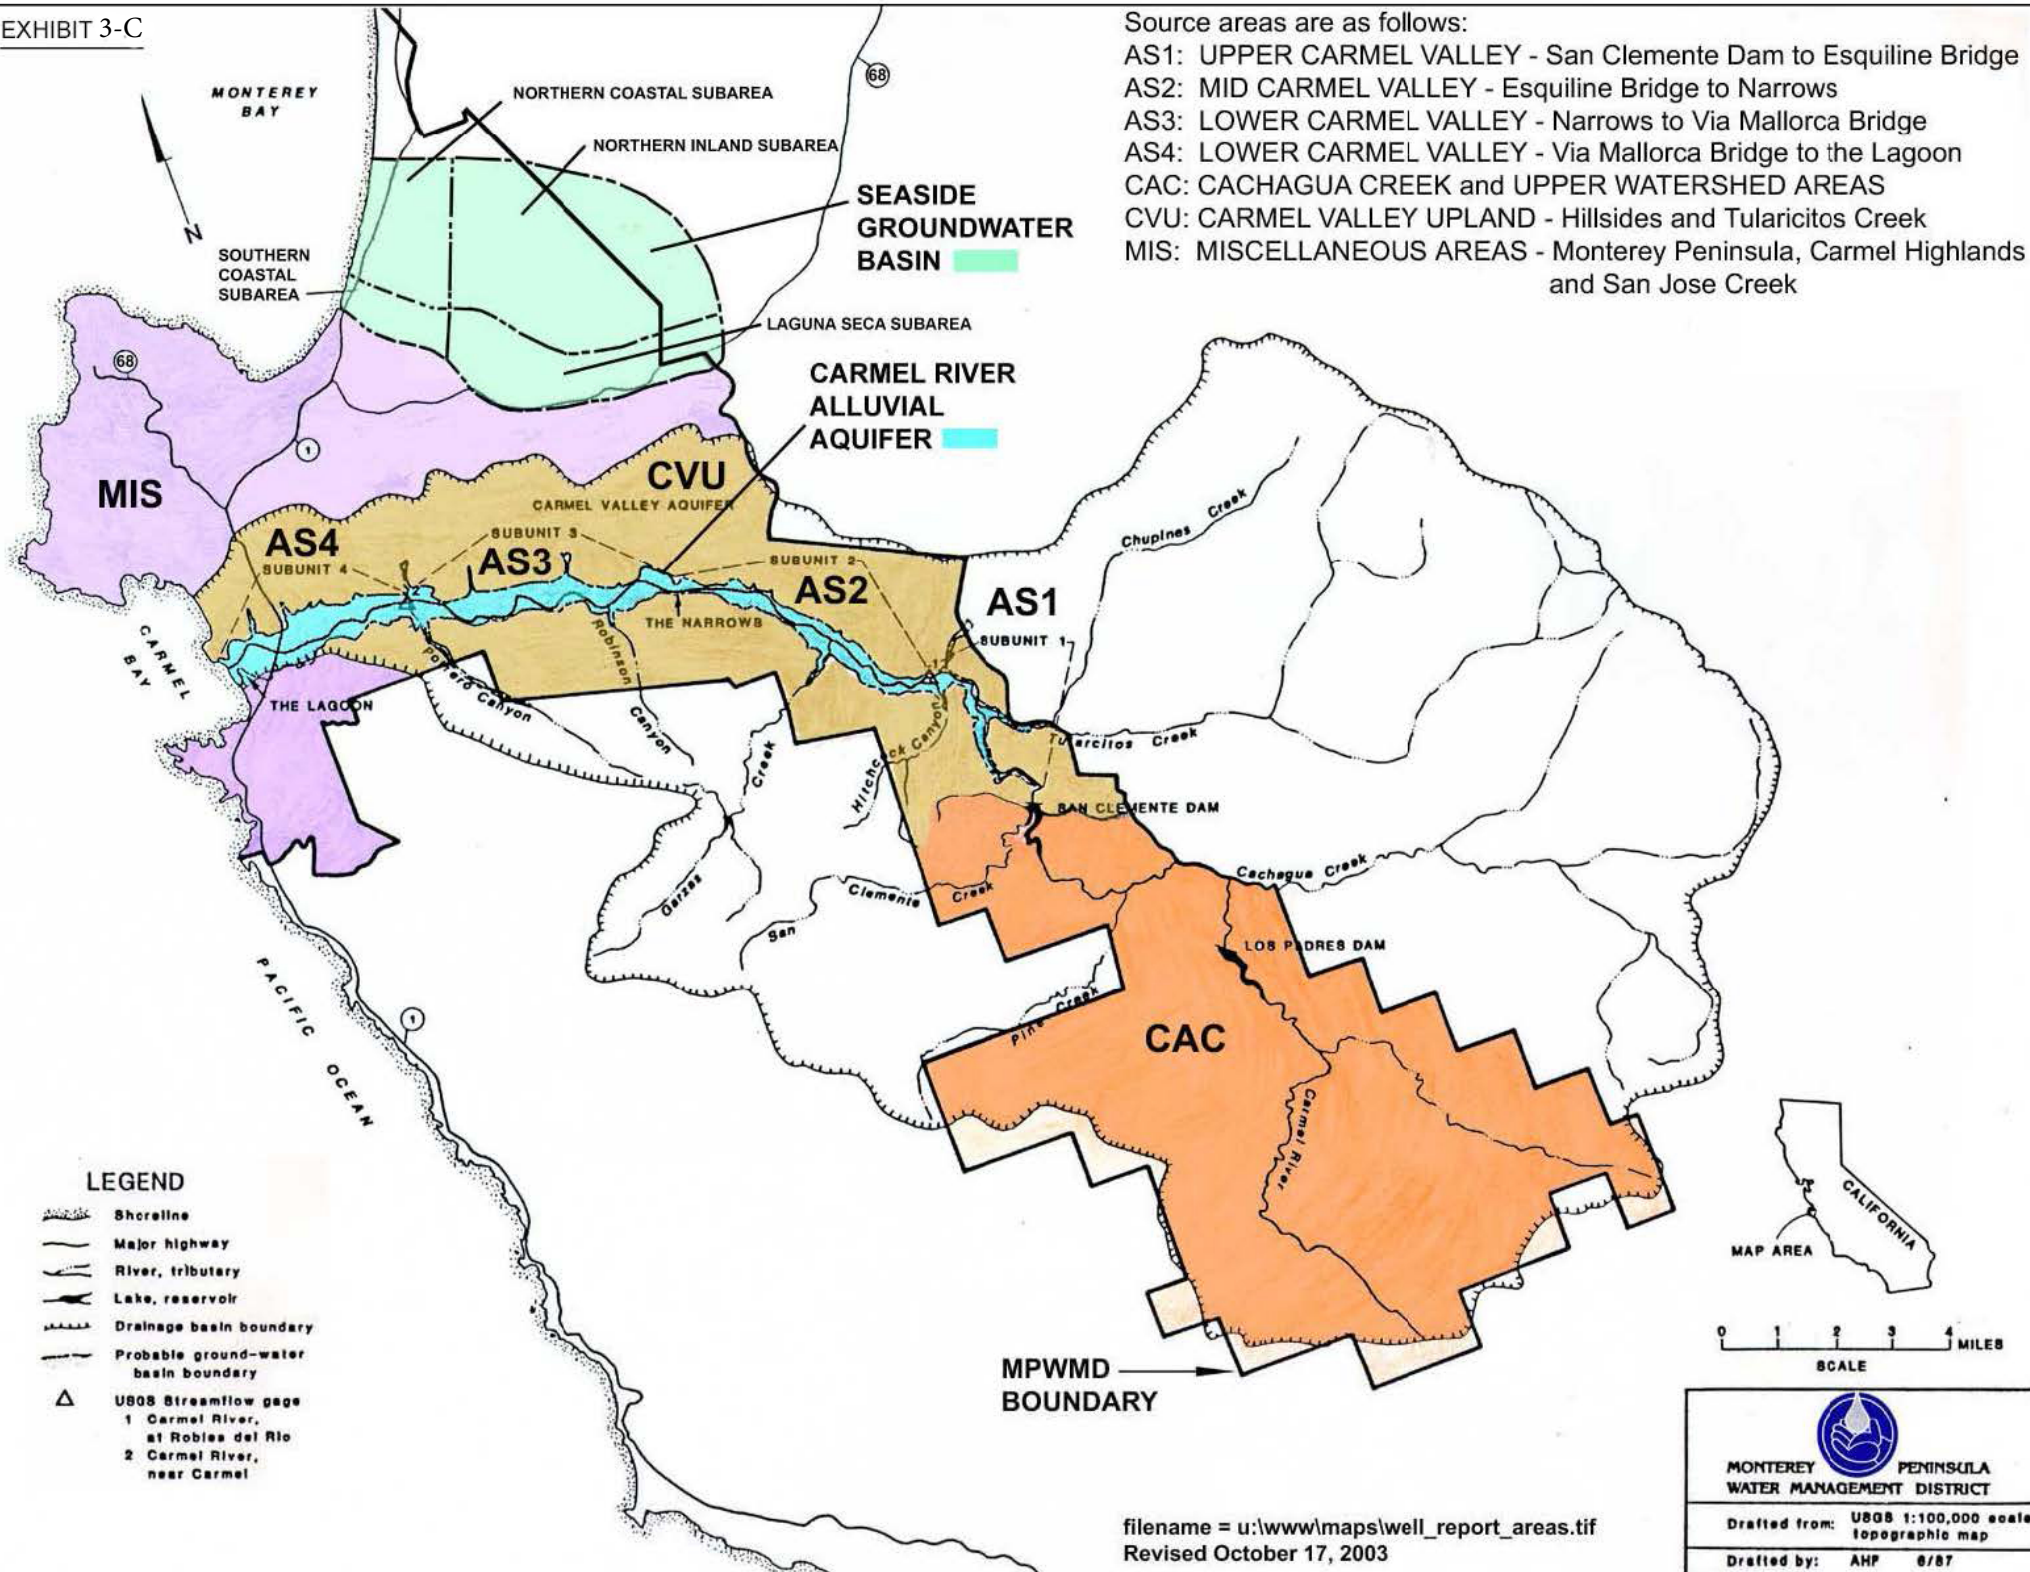 EXHIBIT 3-C
Source areas are as follows:
AS1: UPPER CARMEL VALLEY - San Clemente Dam to Esquiline Bridge
AS2: MID CARMEL VALLEY - Esquiline Bridge to Narrows
AS3: LOWER CARMEL VALLEY - Narrows to Via Mallorca Bridge
AS4: LOWER CARMEL VALLEY - Via Mallorca Bridge to the Lagoon
CAC: CACHAGUA CREEK and UPPER WATERSHED AREAS
CVU: CARMEL VALLEY UPLAND - Hillsides and Tularicitos Creek
MIS: MISCELLANEOUS AREAS - Monterey Peninsula, Carmel Highlands
and San Jose Creek
MONTEREY
BAY
N
68
NORTHERN COASTAL SUBAREA
NORTHERN INLAND SUBAREA
SEASIDE
GROUNDWATER
BASIN
SOUTHERN
COASTAL
SUBAREA
LAGUNA SECA SUBAREA
68
CARMEL RIVER
ALLUVIAL
AQUIFER
1
MIS
CVU
CARMEL VALLEY AQUIFER
AS4
SUBUNIT 4
SUBUNIT 3
AS3
SUBUNIT 2
AS2
AS1
SUBUNIT 1
Chupines Creek
2
THE NARROWS
1
CARMEL
BAY
THE LAGOON
Potrero Canyon
Robinson
Canyon
Creek
Hitchcock Canyon
Tularcitos Creek
SAN CLEMENTE DAM
Garzas
San
Clemente
Creek
Cachagua Creek
LOS PADRES DAM
Pine Creek
CAC
Carmel River
PACIFIC
OCEAN
1
MPWMD
BOUNDARY
LEGEND
Shoreline
Major highway
River, tributary
Lake, reservoir
Drainage basin boundary
Probable ground-water
basin boundary
USGS Streamflow gage
1 Carmel River,
at Robles del Rio
2 Carmel River,
near Carmel
CALIFORNIA
MAP AREA
0 1 2 3 4 MILES
SCALE
MONTEREY PENINSULA
WATER MANAGEMENT DISTRICT
Drafted from: USGS 1:100,000 scale
topographic map
Drafted by: AHP 6/87
filename = u:\www\maps\well_report_areas.tif
Revised October 17, 2003